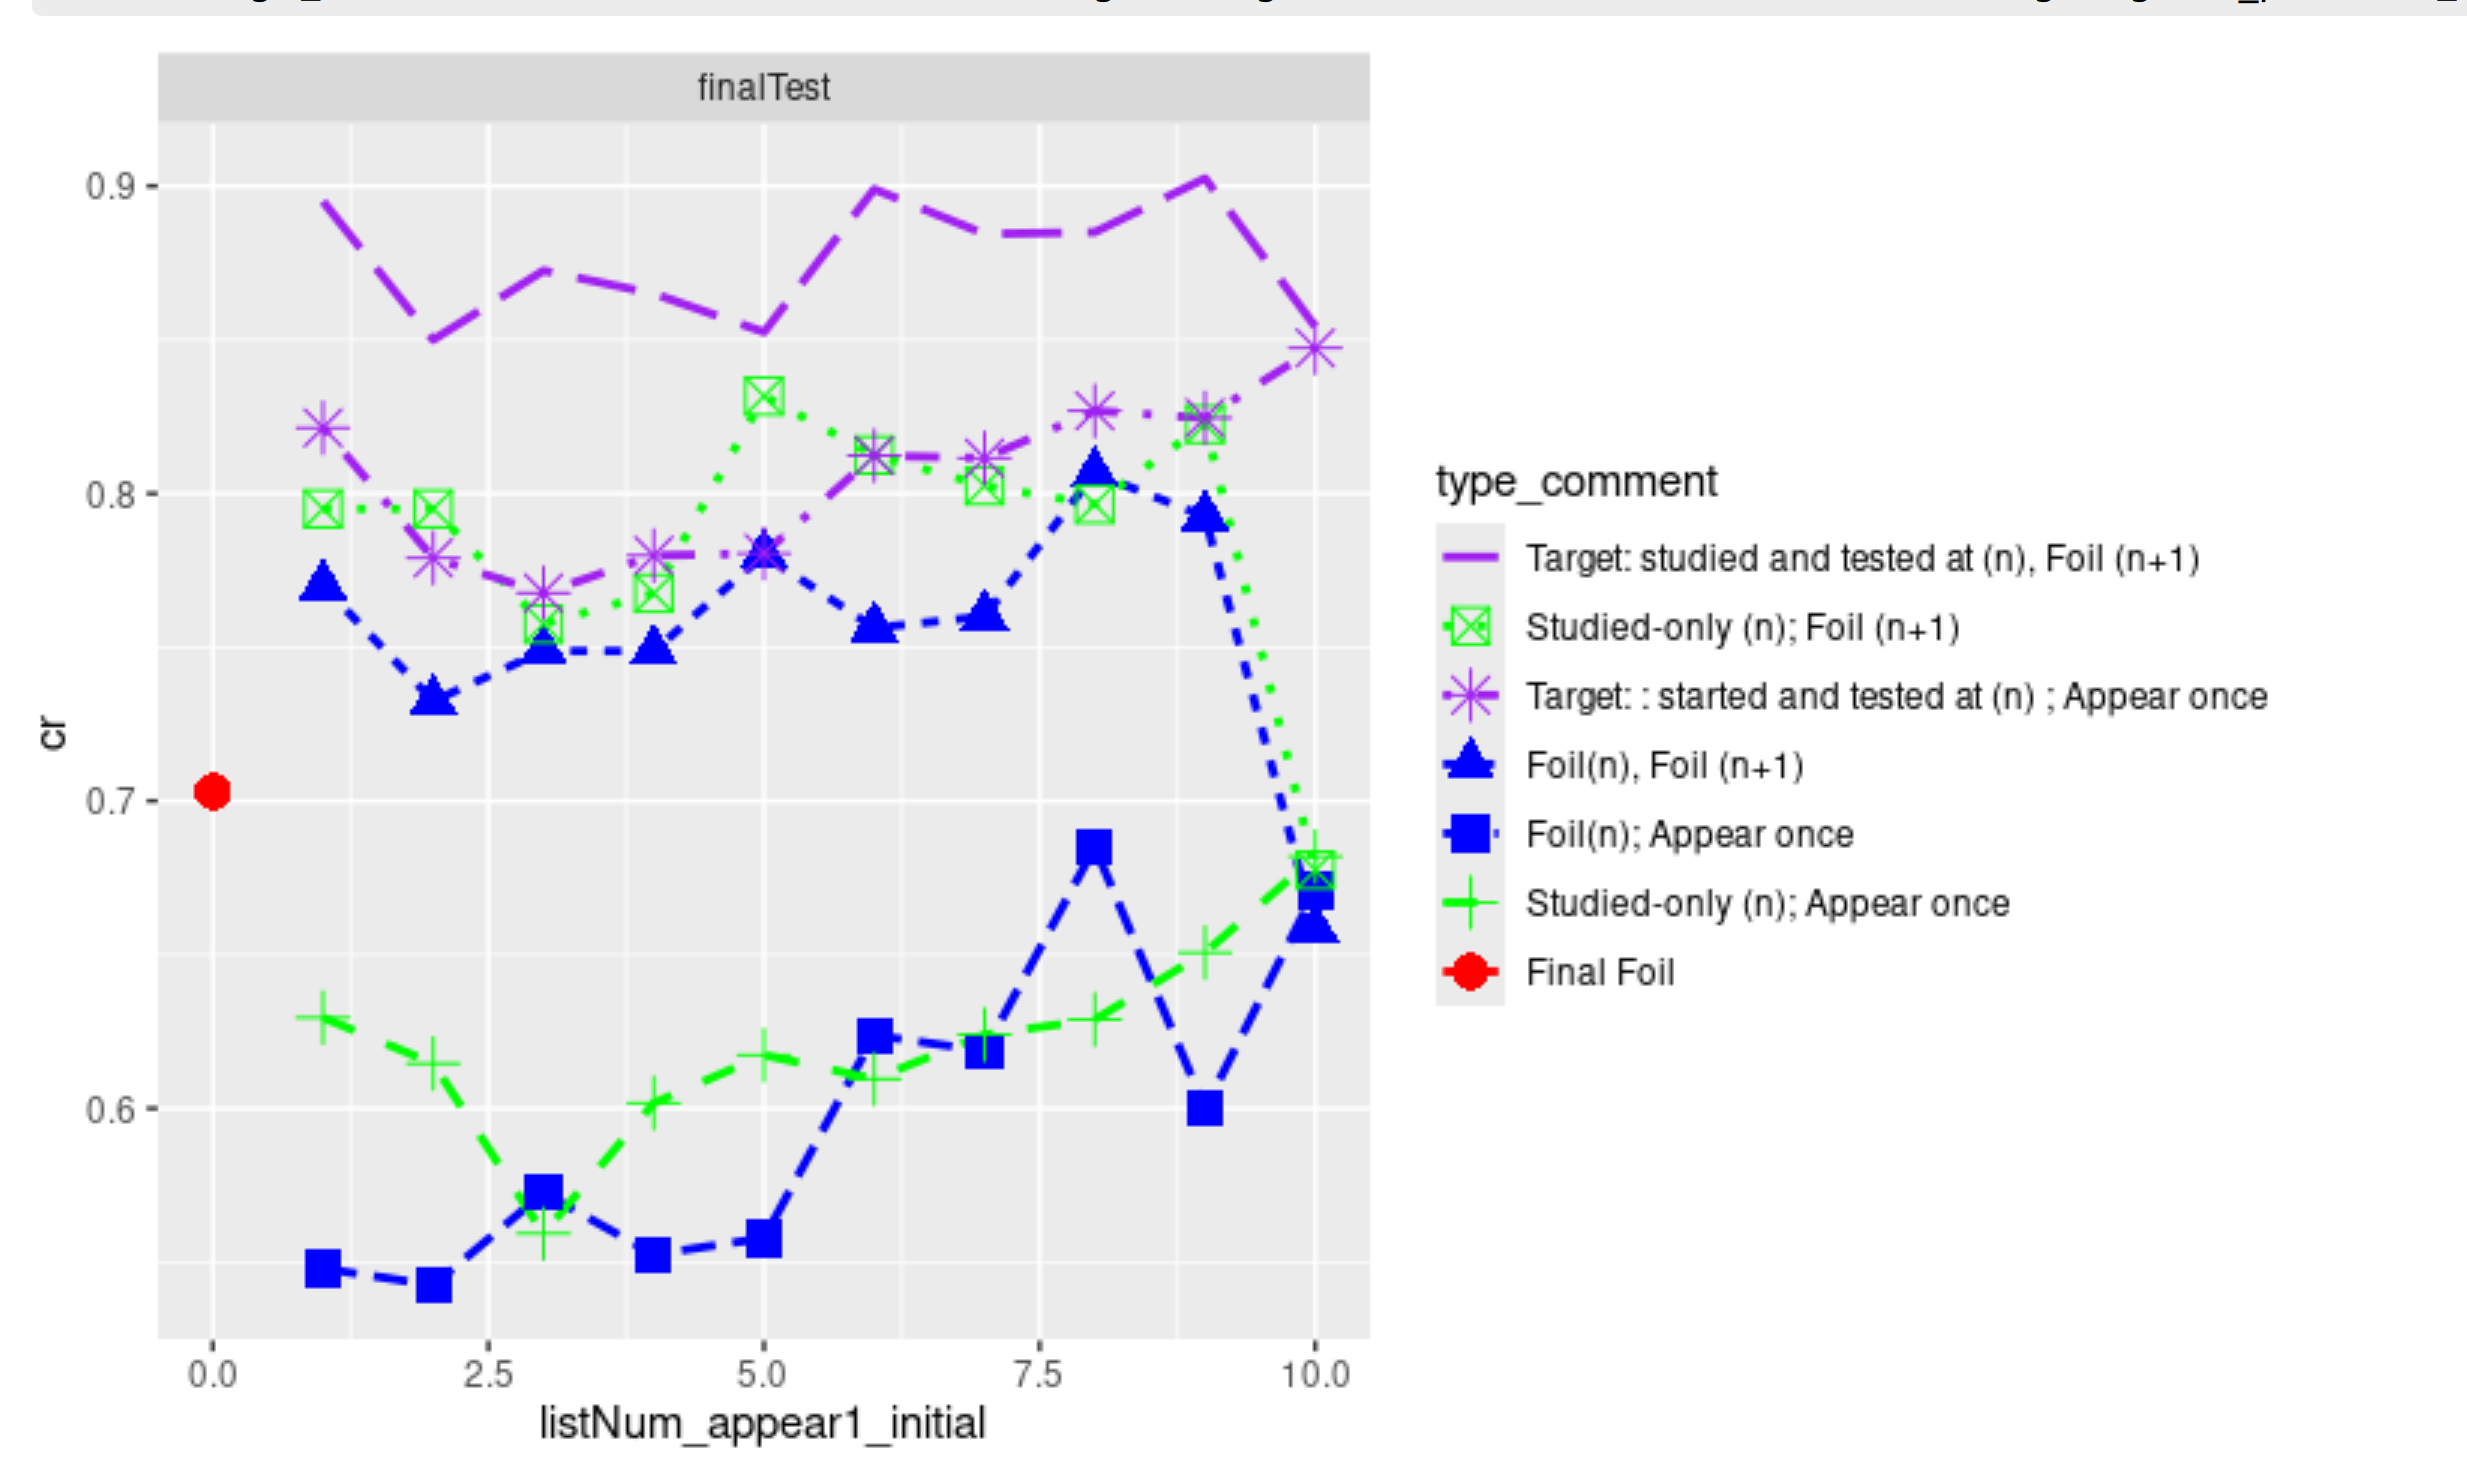 finalTest
0.9
0.8
0.7
0.6
cr
0.0 2.5 5.0 7.5 10.0
listNum_appear1_initial
type_comment
Target: studied and tested at (n), Foil (n+1)
Studied-only (n); Foil (n+1)
Target: : started and tested at (n) ; Appear once
Foil(n), Foil (n+1)
Foil(n); Appear once
Studied-only (n); Appear once
Final Foil